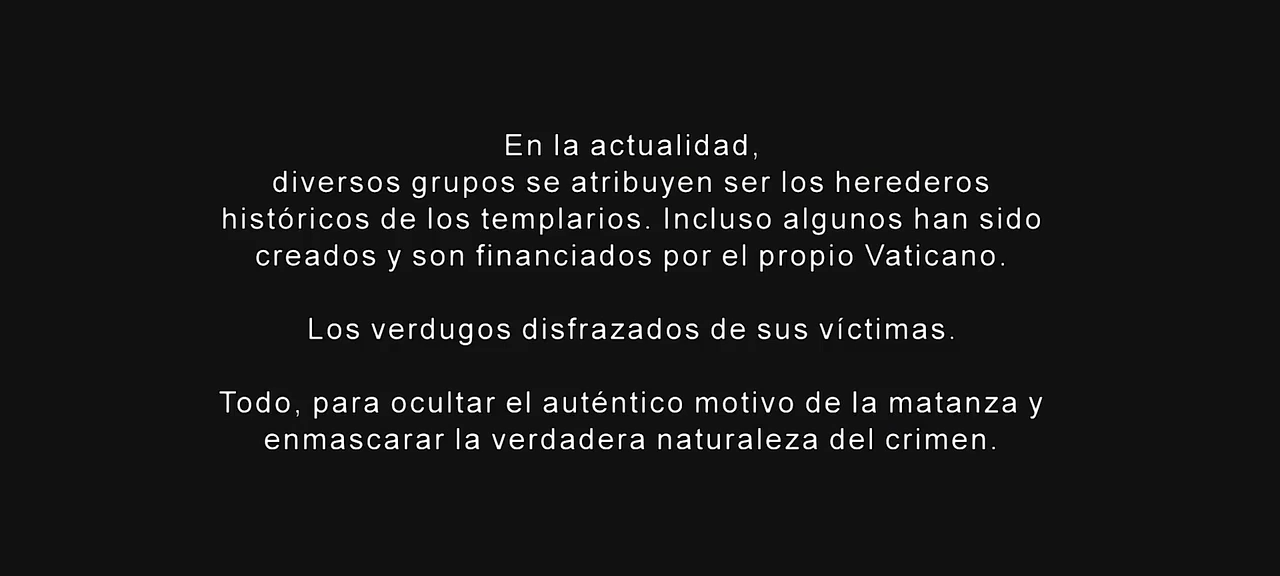 En la actualidad,
diversos grupos se atribuyen ser los herederos
históricos de los templarios. Incluso algunos han sido
creados y son financiados por el propio Vaticano.
Los verdugos disfrazados de sus víctimas.
Todo, para ocultar el auténtico motivo de la matanza y
enmascarar la verdadera naturaleza del crimen.